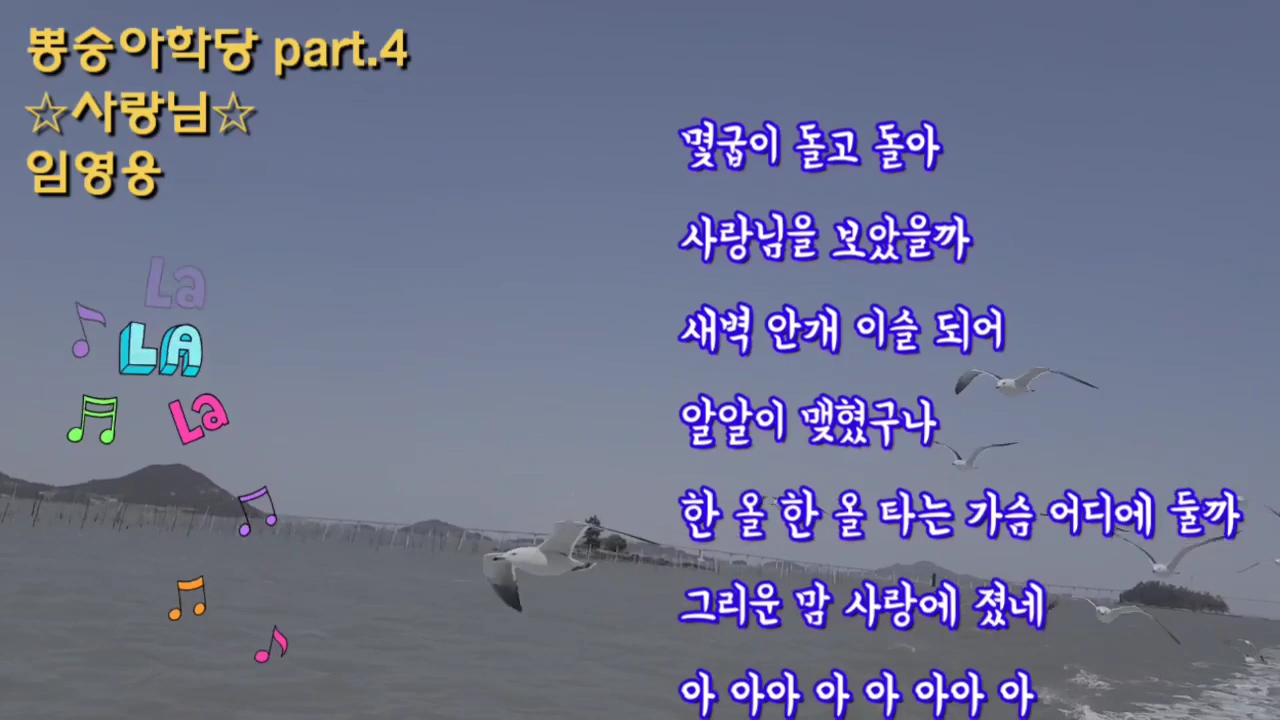 뽕숭아학당 part.4
☆사랑님☆
임영웅
La
LA
La
몇굽이 돌고 돌아
사랑님을 보았을까
새벽 안개 이슬 되어
알알이 맺혔구나
한 올 한 올 타는 가슴 어디에 둘까
그리운 맘 사랑에 졌네
아 아아 아 아 아아 아